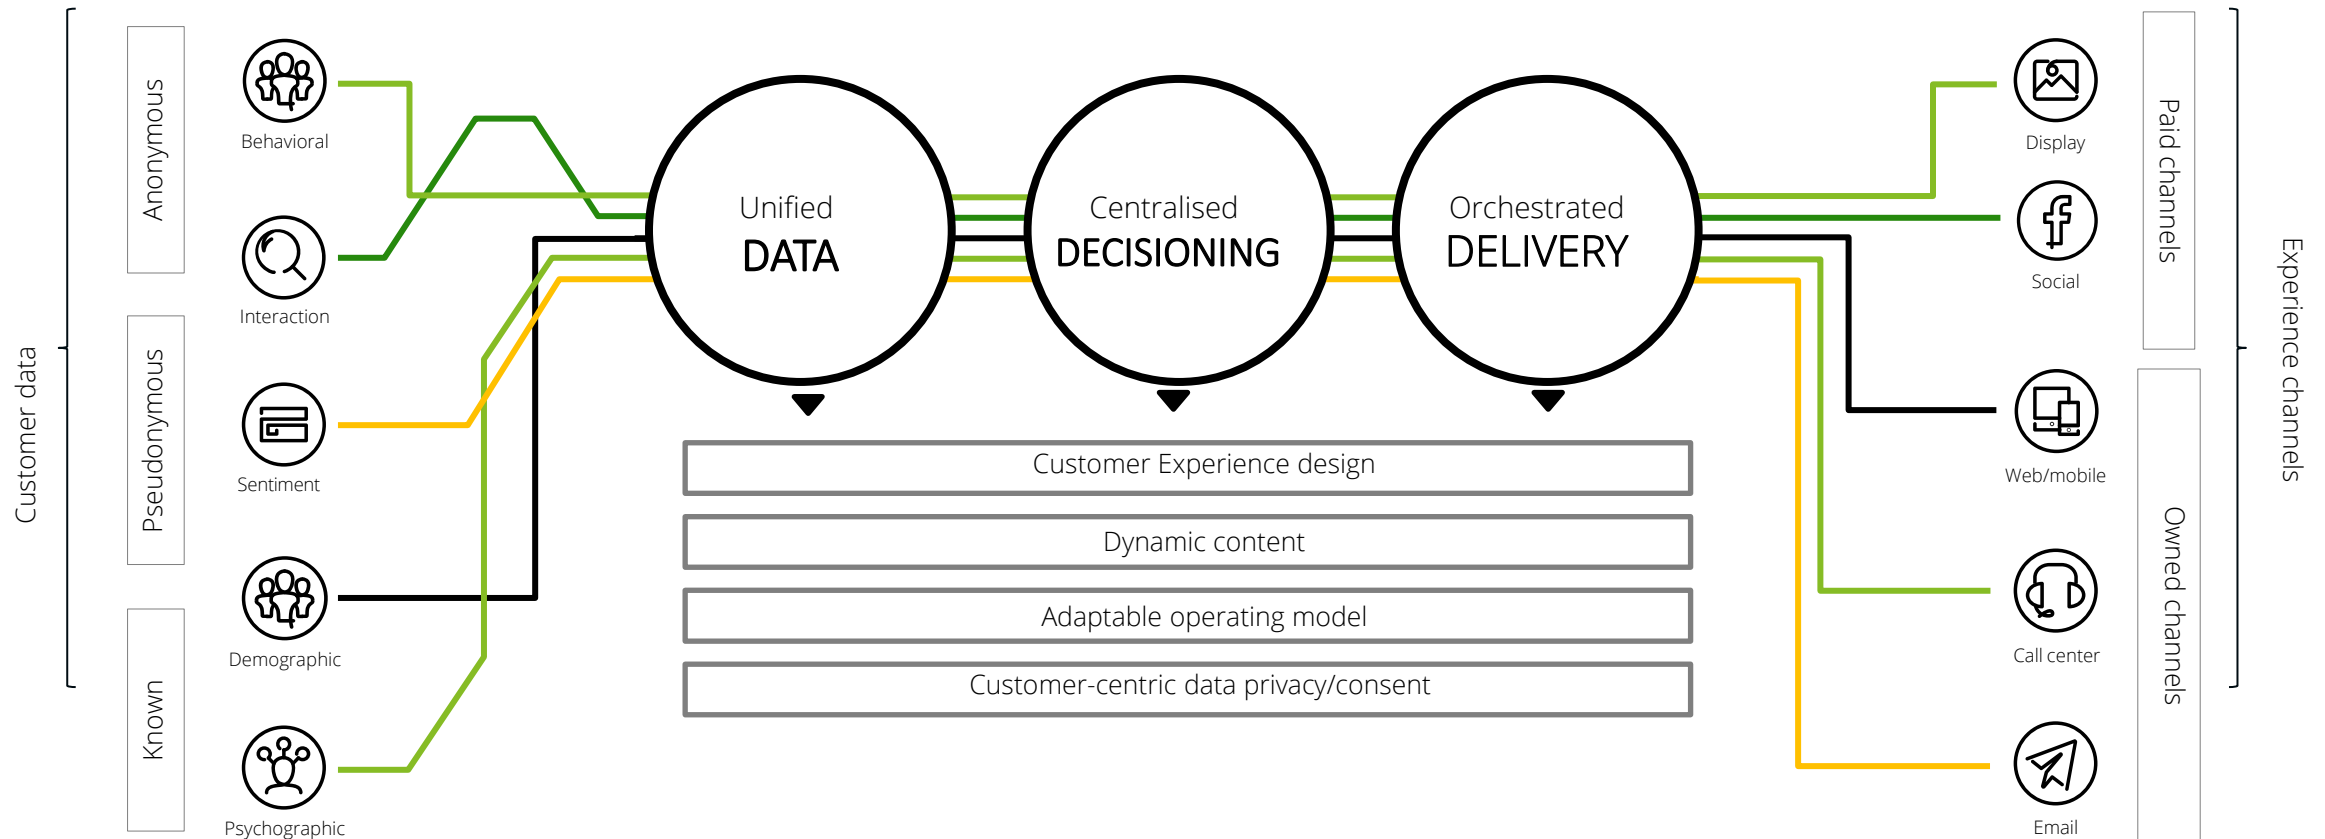 Customer data
Anonymous
Pseudonymous
Known
Behavioral
Interaction
Sentiment
Demographic
Psychographic
Unified
DATA
Centralised
DECISIONING
Orchestrated
DELIVERY
Customer Experience design
Dynamic content
Adaptable operating model
Customer-centric data privacy/consent
Display
Social
Web/mobile
Call center
Email
Paid channels
Owned channels
Experience channels